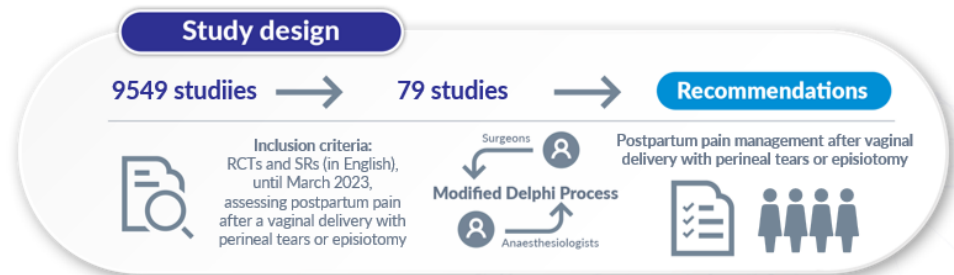 Study design
9549 studiies
79 studies
Recommendations
Inclusion criteria:
RCTs and SRs (in English),
until March 2023,
assessing postpartum pain
after a vaginal delivery with
perineal tears or episiotomy
Surgeons
Modified Delphi Process
Anaesthesiologists
Postpartum pain management after vaginal
delivery with perineal tears or episiotomy